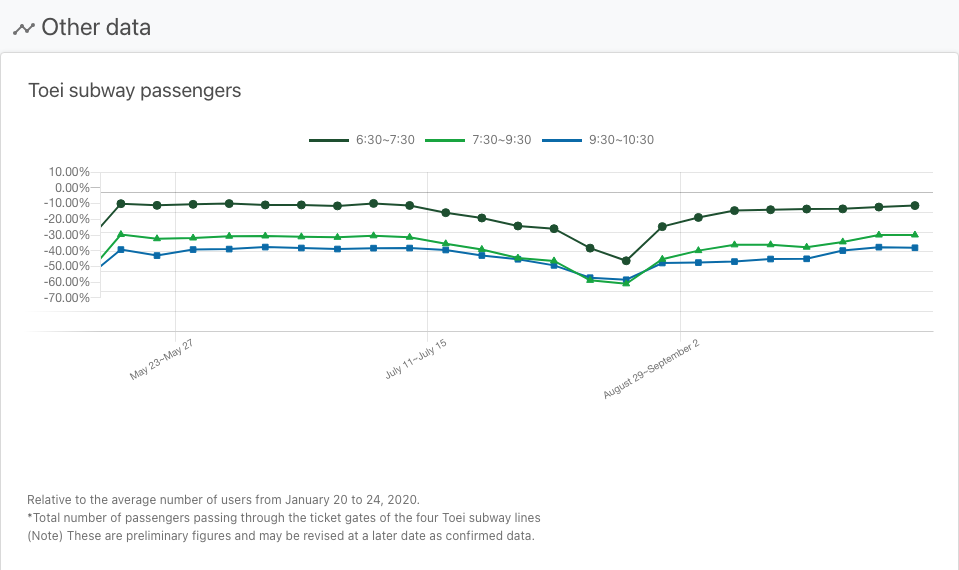 Other data
Toei subway passengers
6:30~7:30 7:30~9:30 9:30~10:30
10.00%
0.00%
-10.00%
-20.00%
-30.00%
-40.00%
-50.00%
-60.00%
-70.00%
May 23~May 27 July 11~July 15 August 29~September 2
Relative to the average number of users from January 20 to 24, 2020.
*Total number of passengers passing through the ticket gates of the four Toei subway lines
(Note) These are preliminary figures and may be revised at a later date as confirmed data.